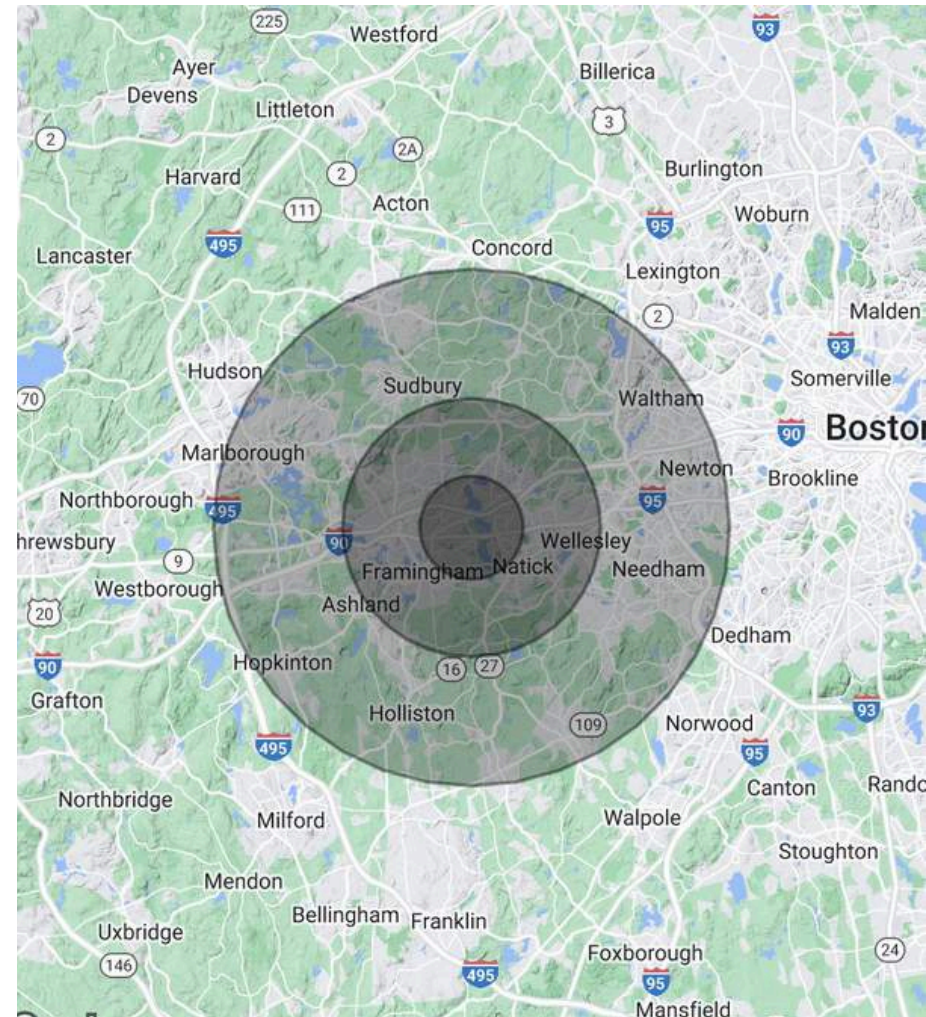 225
93
Westford
Ayer
Billerica
Devens
Littleton
3
2
2A
2
Burlington
Harvard
111
Acton
Woburn
95
495
Concord
Lancaster
Lexington
Malden
2
93
Hudson
Somerville
Sudbury
70
Waltham
90
Boston
Marlborough
Newton
Brookline
Northborough
495
95
hrewsbury
90
Wellesley
9
Framingham
Natick
Needham
Westborough
Ashland
20
Dedham
90
Hopkinton
16
27
Grafton
Holliston
93
109
Norwood
495
95
Canton
Rando
Northbridge
Milford
Walpole
Stoughton
Mendon
Bellingham
Franklin
Uxbridge
24
Foxborough
146
495
95
Mansfield